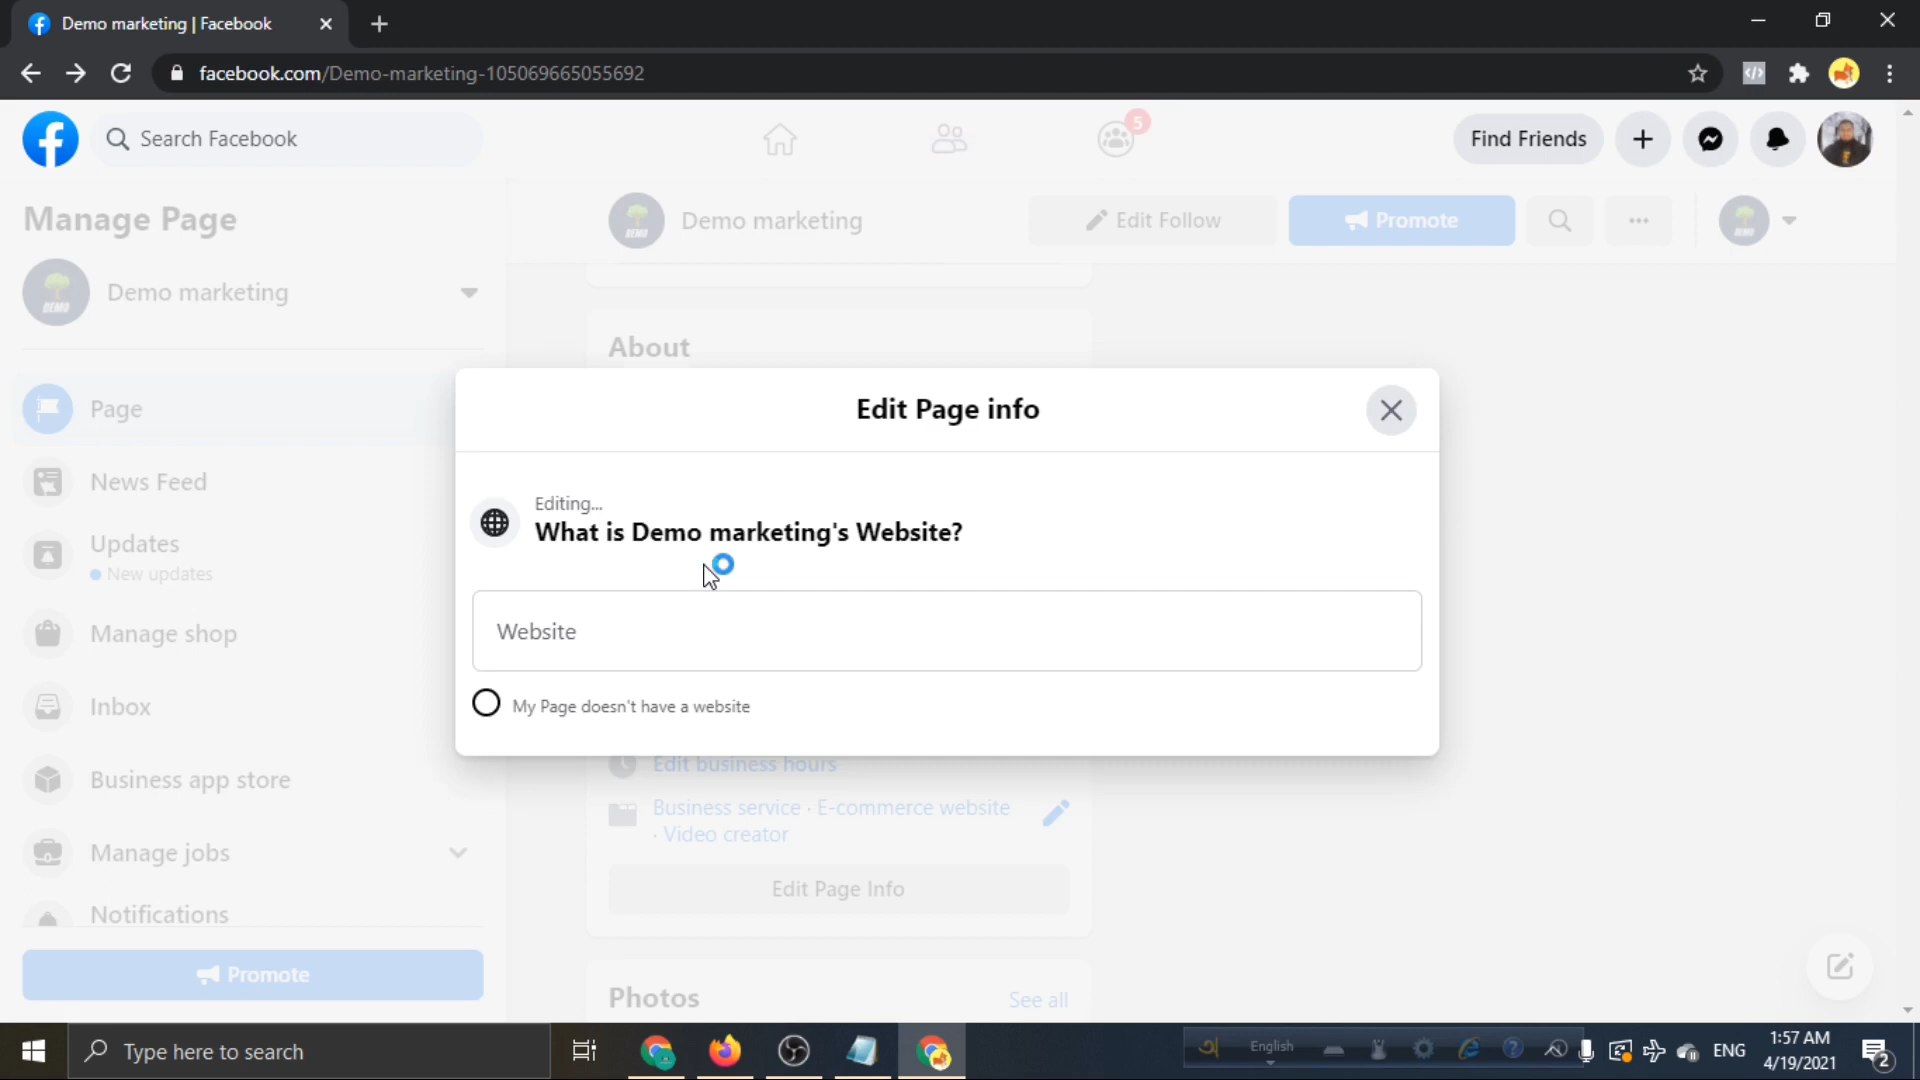 Demo marketing | Facebook
facebook.com/Demo-marketing-105069665055692
Search Facebook
5
Find Friends
Manage Page
Demo marketing
Edit Follow
Promote
DEMO
DEMO
DEMO
Demo marketing
Page
News Feed
Updates
New updates
Manage shop
Inbox
Business app store
Manage jobs
Notifications
Promote
About
Edit Page info
Editing...
What is Demo marketing's Website?
Website
My Page doesn't have a website
Edit business hours
Business service · E-commerce website
· Video creator
Edit Page Info
Photos
See all
Type here to search
English
ENG
1:57 AM
4/19/2021
2